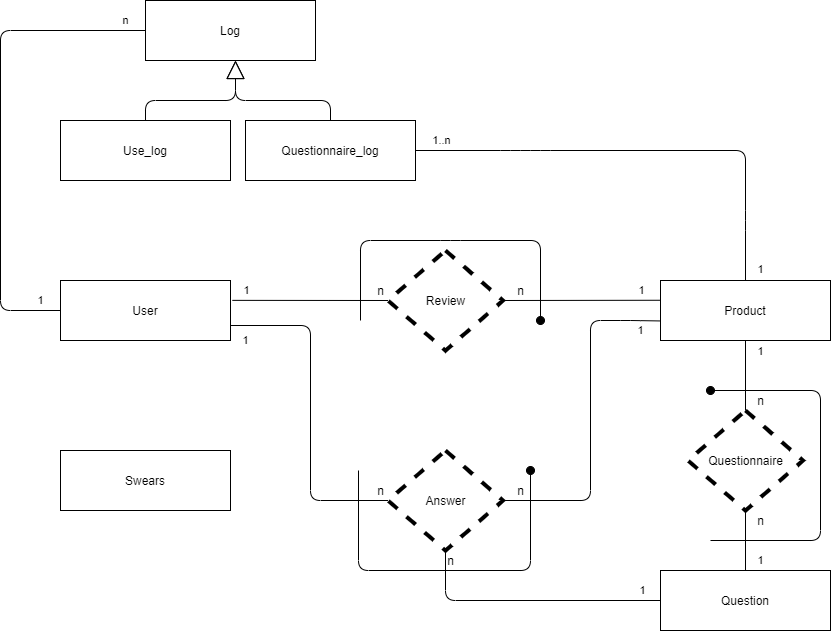 n
Log
Use_log
Questionnaire_log
1..n
1
1
1
n
n
1
User
Review
Product
1
1
1
n
Swears
Questionnaire
n
n
Answer
n
n
1
1
Question